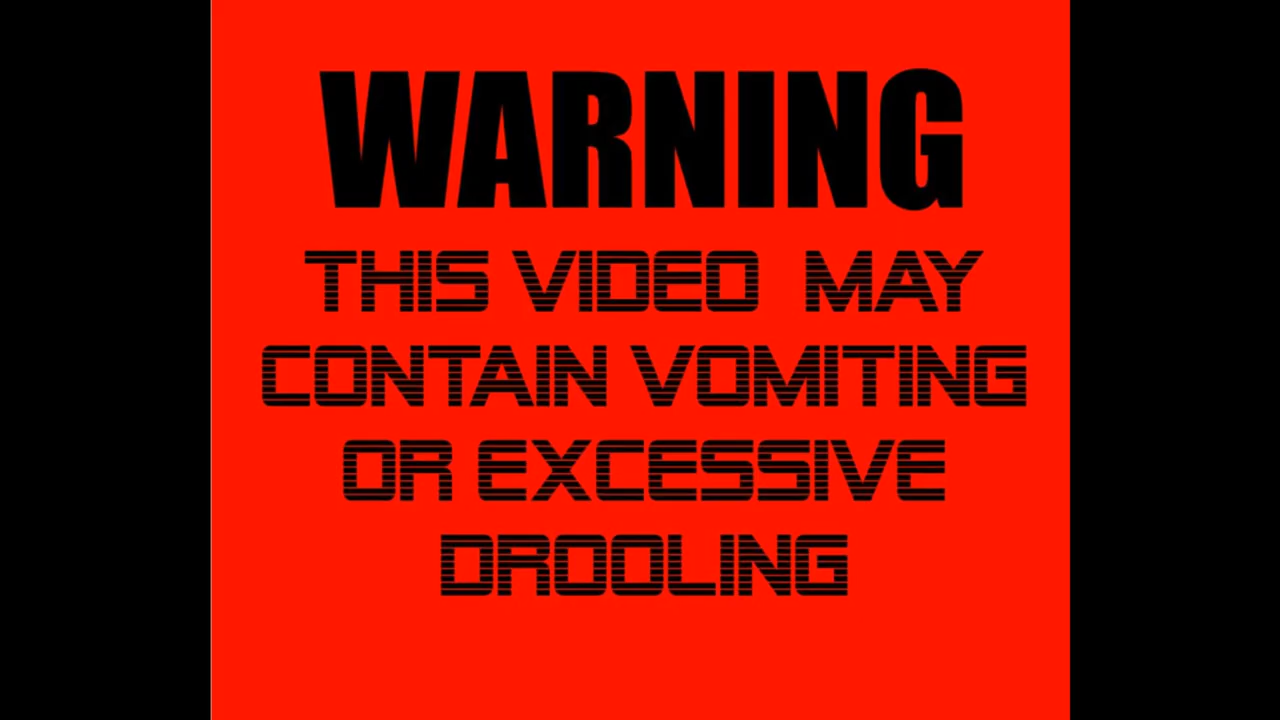 WARNING
THIS VIDEO MAY
CONTAIN VOMITING
OR EXCESSIVE
DROOLING